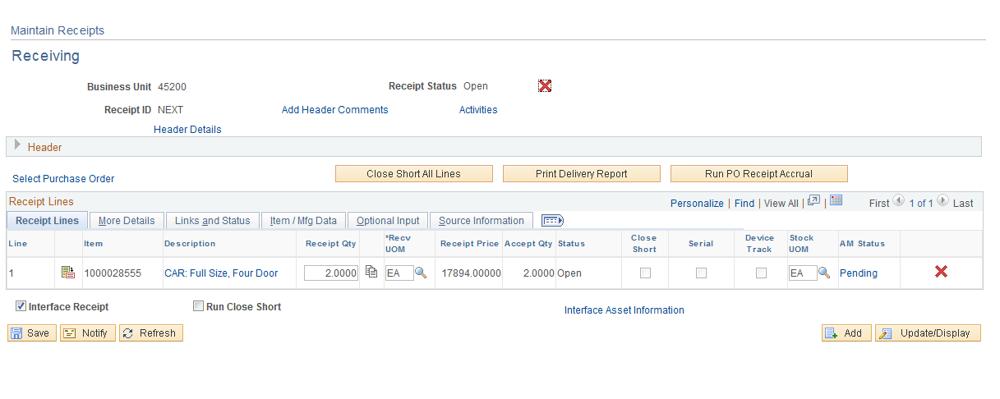 Maintain Receipts
Receiving
Business Unit 45200 Receipt Status Open
Receipt ID NEXT Add Header Comments Activities
Header Details
Header
Select Purchase Order Close Short All Lines Print Delivery Report Run PO Receipt Accrual
Receipt Lines Personalize | Find | View All | | First 1 of 1 Last
Receipt Lines More Details Links and Status Item / Mfg Data Optional Input Source Information
Line Item Description Receipt Qty *Recv UOM Receipt Price Accept Qty Status Close Short Serial Device Track Stock UOM AM Status
1 1000028555 CAR: Full Size, Four Door 2.0000 EA 17894.00000 2.0000 Open EA Pending
Interface Receipt Run Close Short Interface Asset Information
Save Notify Refresh Add Update/Display